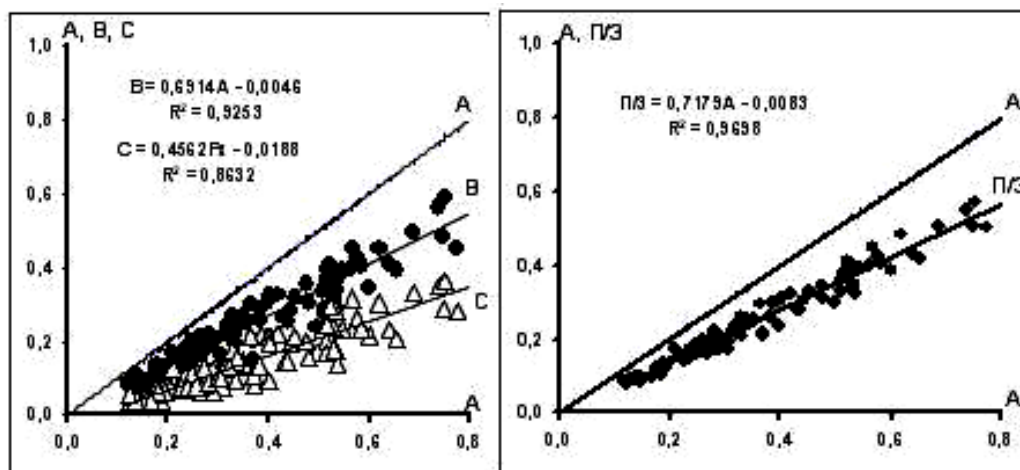 A, B, C
1,0
0,8
0,6
0,4
0,2
0,0
B = 0,6914A - 0,0046
R² = 0,9253
C = 0,4562Pt - 0,0188
R² = 0,8632
A
B
C
A
0,0 0,2 0,4 0,6 0,8
A, П/Э
1,0
0,8
0,6
0,4
0,2
0,0
П/Э = 0,7179A - 0,0083
R² = 0,9698
A
П/Э
A
0,0 0,2 0,4 0,6 0,8